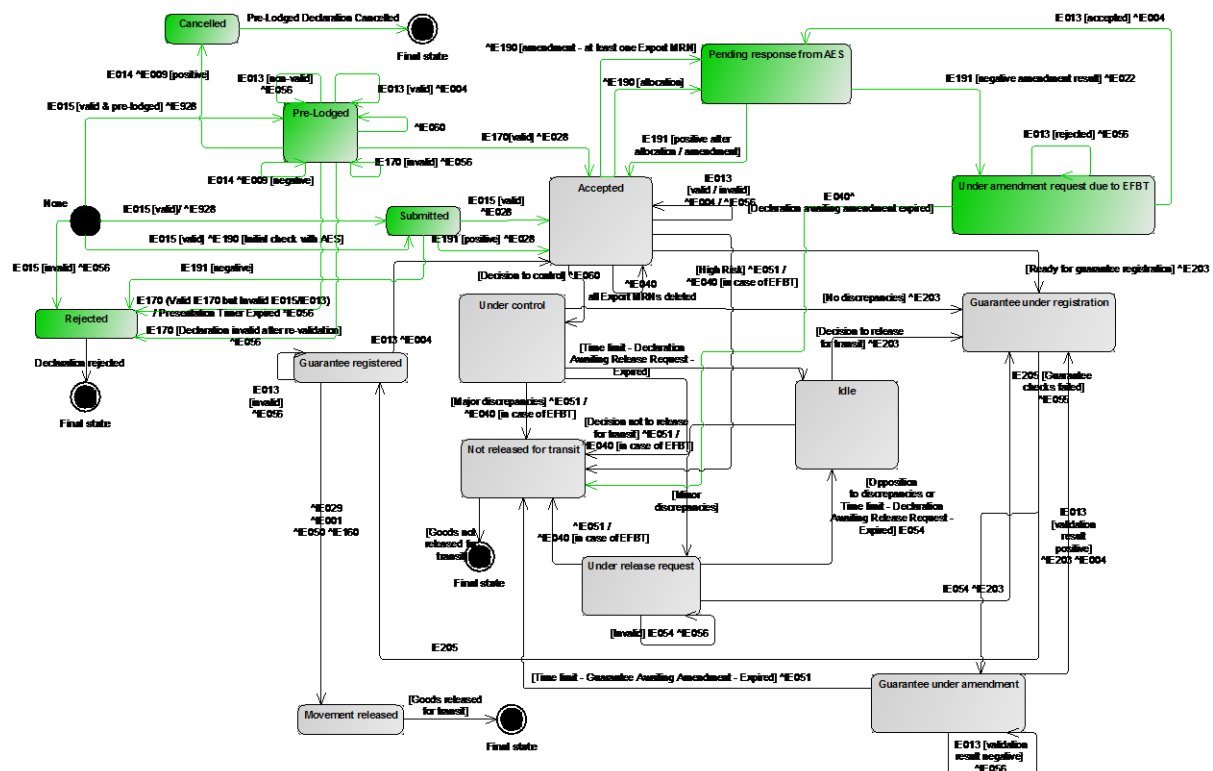 Cancelled
Pre-Lodged Declaration Cancelled
Final state
IE013 [accepted] ^IE004
^IE190 [amendment - at least one Export MRN]
Pending response from AES
^IE190 [allocation]
IE014 ^IE009 [positive]
IE013 [non-valid]
^IE056
IE013 [valid] ^IE004
IE191 [negative amendment result] ^IE022
IE015 [valid & pre-lodged] ^IE928
Pre-Lodged
^IE060
IE170[valid] ^IE028
IE191 [positive after
allocation / amendment]
IE013 [rejected] ^IE056
IE014 ^IE009 [negative]
IE170 [invalid] ^IE056
Accepted
IE013
[valid / invalid]
^IE004 / ^IE056
Under amendment request due to EFBT
None
IE015 [valid]/ ^IE928
Submitted
IE015 [valid]
^IE028
IE040^
[Declaration awaiting amendment expired]
IE015 [valid] ^IE190 [Initial check with AES]
IE191 [positive] ^IE028
IE015 [invalid] ^IE056
IE191 [negative]
[Decision to control] ^IE060
^IE040
all Export MRNs deleted
[High Risk] ^IE051 /
^IE040 [in case of EFBT]
[Ready for guarantee registration] ^IE203
IE170 (Valid IE170 but Invalid IE015/IE013)
/ Presentation Timer Expired ^IE056
Rejected
IE170 [Declaration invalid after re-validation]
^IE056
Under control
[No discrepancies] ^IE203
Guarantee under registration
[Decision to release
for transit] ^IE203
IE013 ^IE004
Declaration rejected
Guarantee registered
[Time limit - Declaration
Awaiting Release Request -
Expired]
IE205 [Guarantee
checks failed]
^IE055
Final state
IE013
[invalid]
^IE056
[Major discrepancies] ^IE051 /
^IE040 [in case of EFBT]
Idle
[Decision not to release
for transit] ^IE051 /
^IE040 [in case of EFBT]
Not released for transit
[Minor
discrepancies]
[Opposition
to discrepancies or
Time limit - Declaration
Awaiting Release Request -
Expired] IE054
^IE029
^IE001
^IE050 ^IE160
[Goods not
released for
transit]
Final state
^IE051 /
^IE040 [in case of EFBT]
IE013
[validation
result
positive]
^IE203 ^IE004
Under release request
IE054 ^IE203
[Invalid] IE054 ^IE056
IE205
[Time limit - Guarantee Awaiting Amendment - Expired] ^IE051
Guarantee under amendment
Movement released
[Goods released
for transit]
Final state
IE013 [validation
result negative]
^IE056